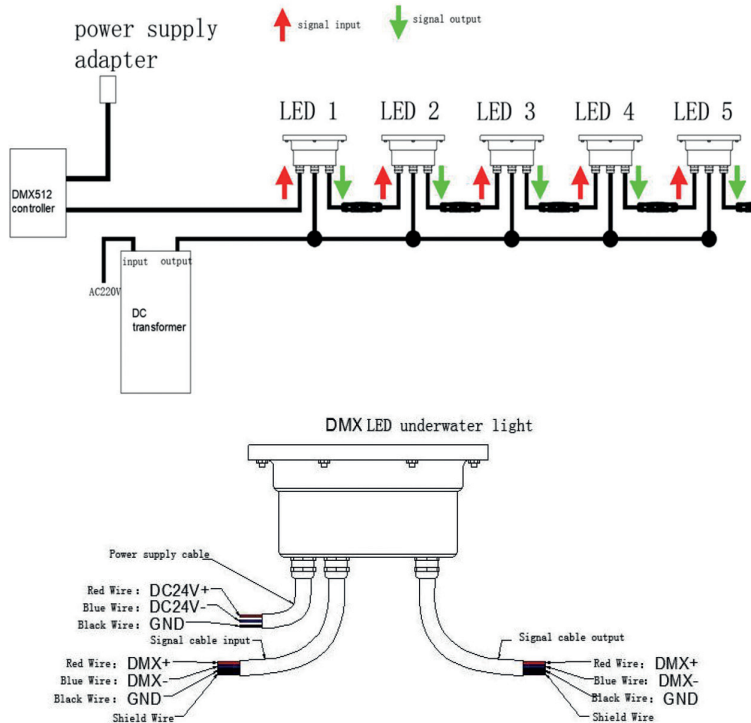 signal input
signal output
power supply
adapter
LED 1
LED 2
LED 3
LED 4
LED 5
DMX512
controller
input
output
AC220V
DC
transformer
DMX LED underwater light
Power supply cable
Red Wire: DC24V+
Blue Wire: DC24V-
Black Wire: GND
Signal cable input
Red Wire: DMX+
Blue Wire: DMX-
Black Wire: GND
Shield Wire
Signal cable output
Red Wire: DMX+
Blue Wire: DMX-
Black Wire: GND
Shield Wire